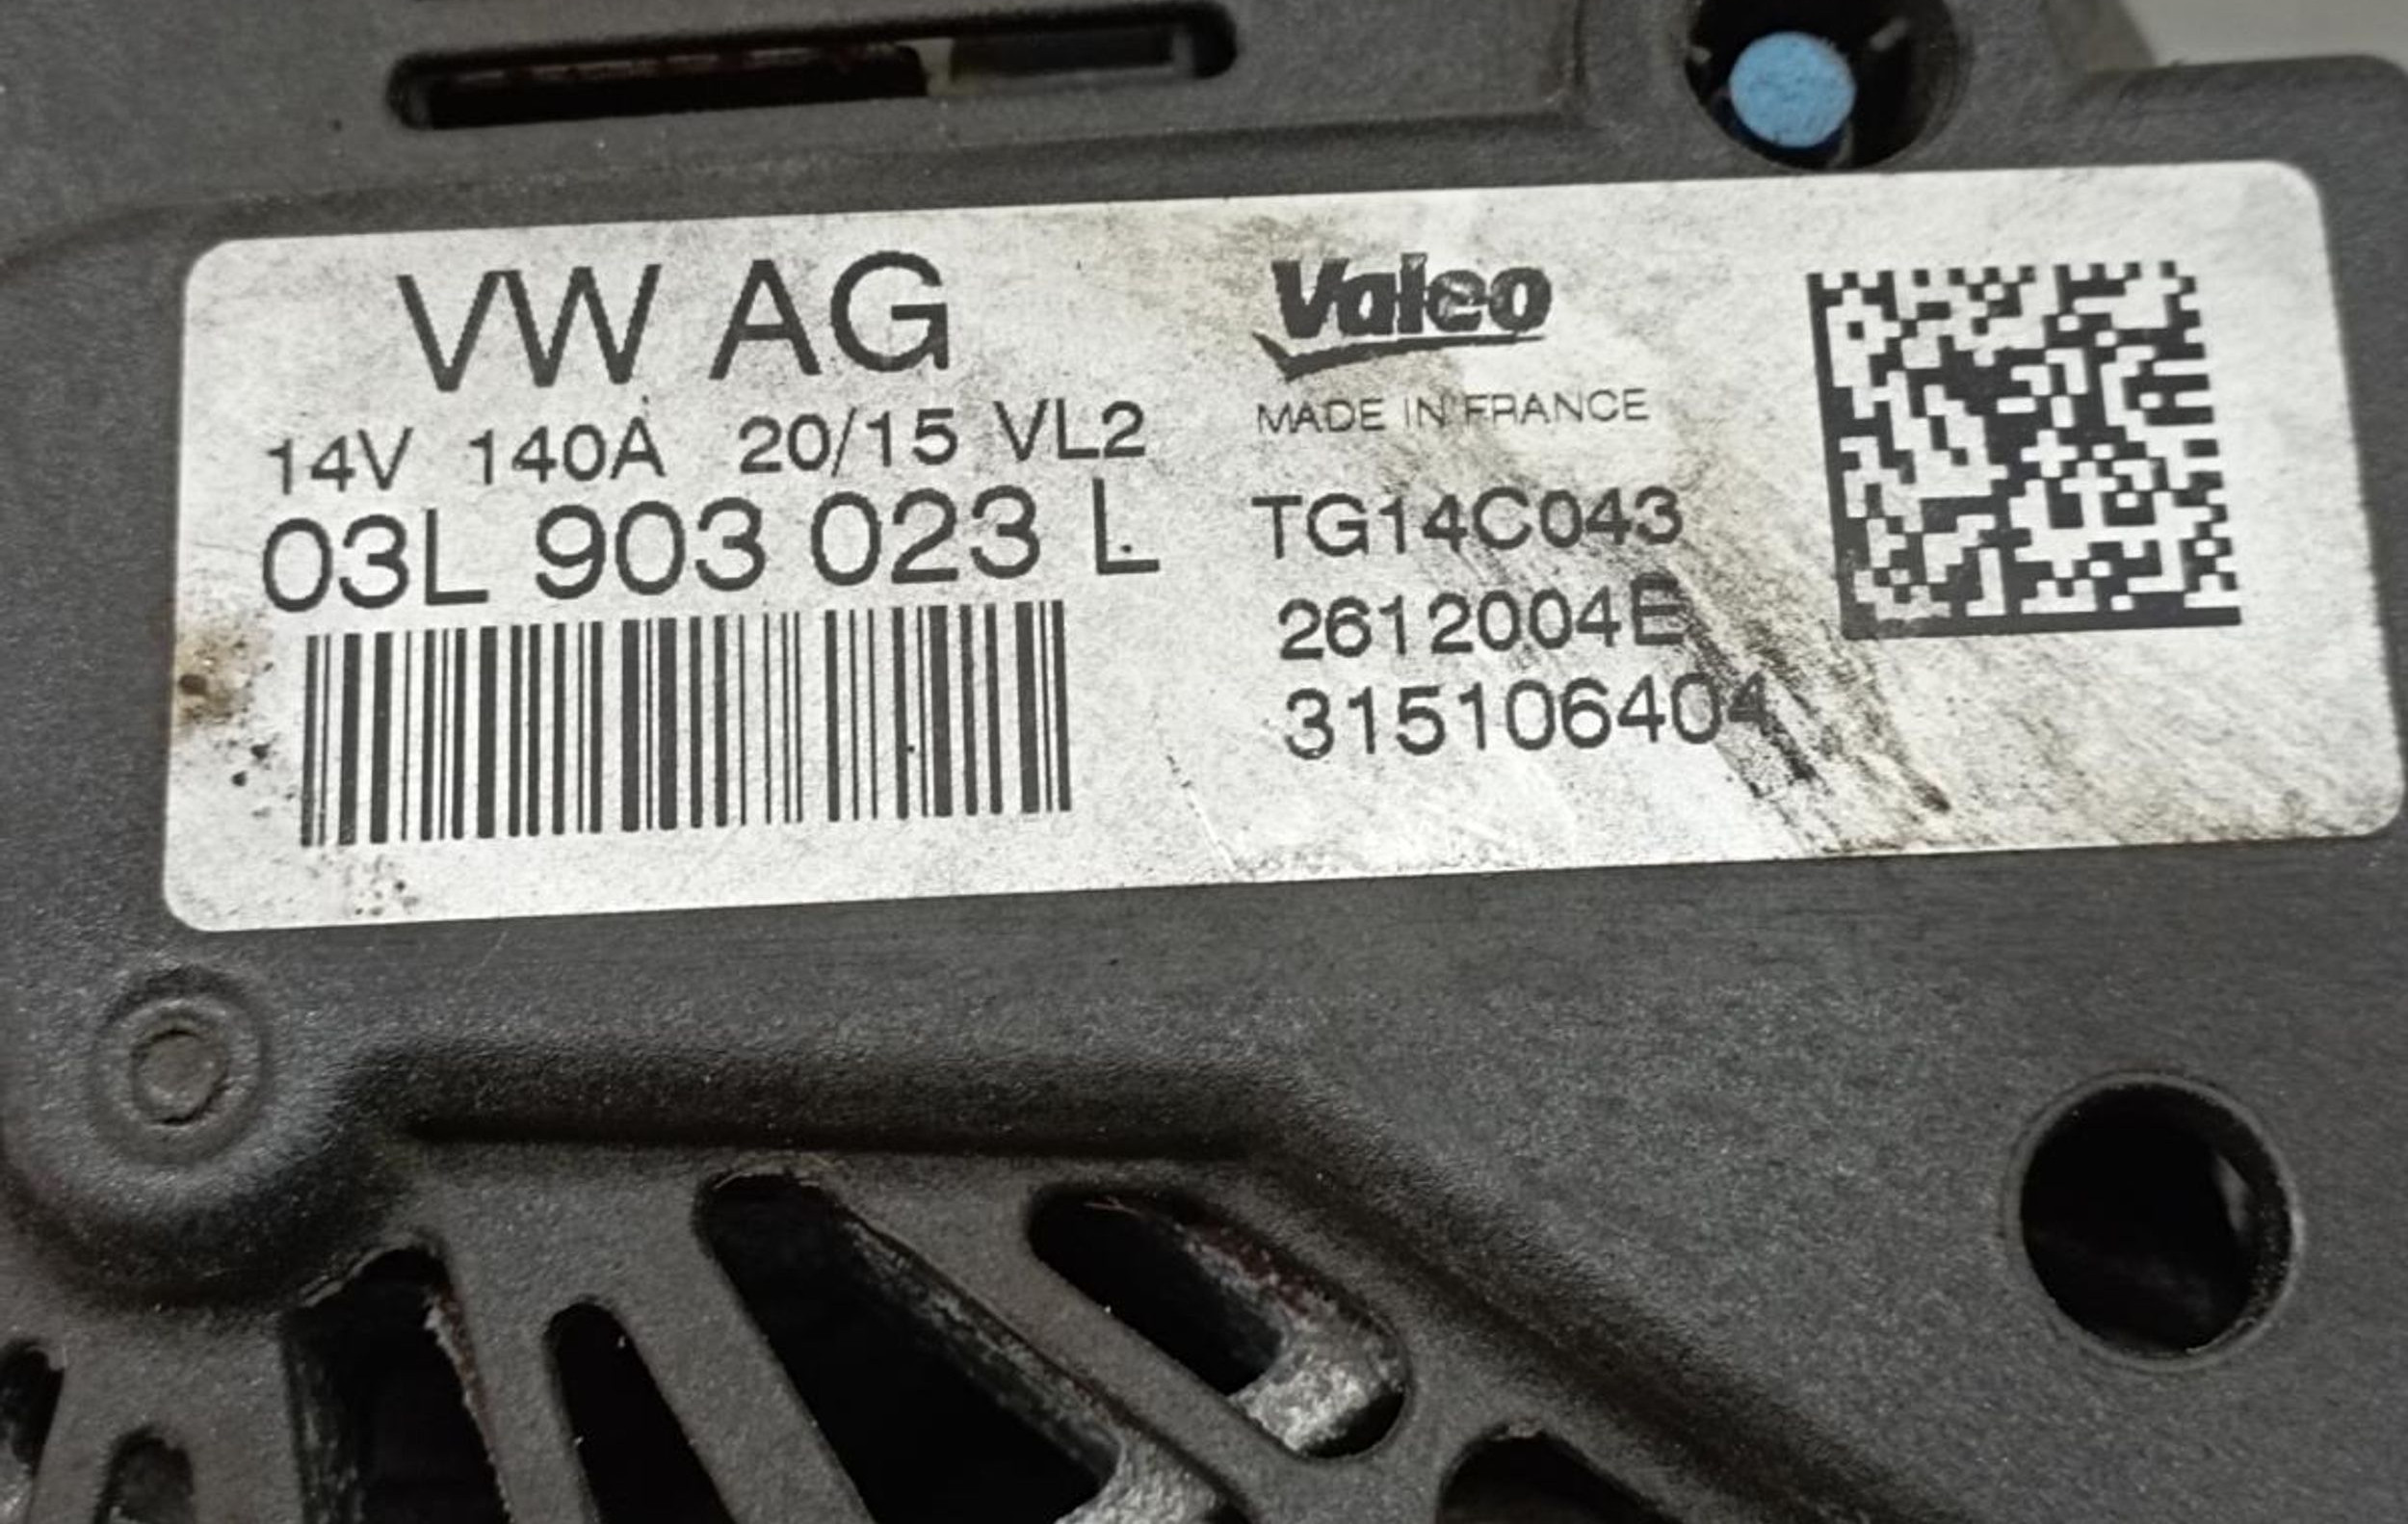 VW AG
14V 140A 20/15 VL2
03L 903 023 L
Valeo
MADE IN FRANCE
TG14C043
2612004E
315106404